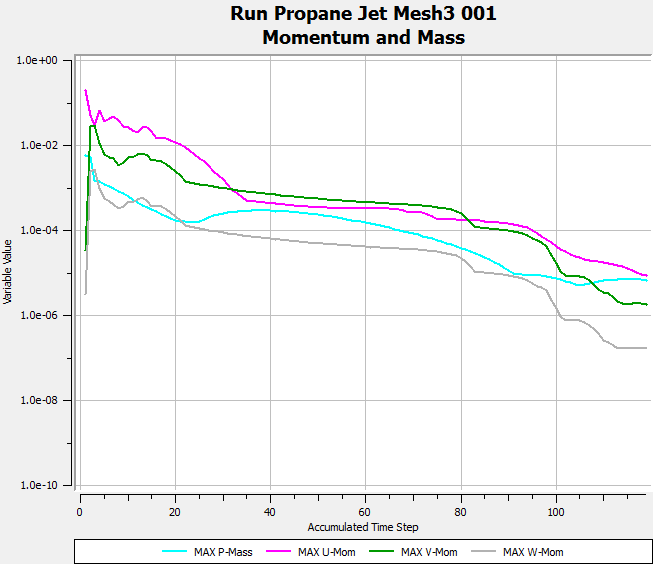 Run Propane Jet Mesh3 001
Momentum and Mass
1.0e+00
1.0e-02
1.0e-04
1.0e-06
1.0e-08
1.0e-10
Variable Value
0 20 40 60 80 100
Accumulated Time Step
MAX P-Mass MAX U-Mom MAX V-Mom MAX W-Mom